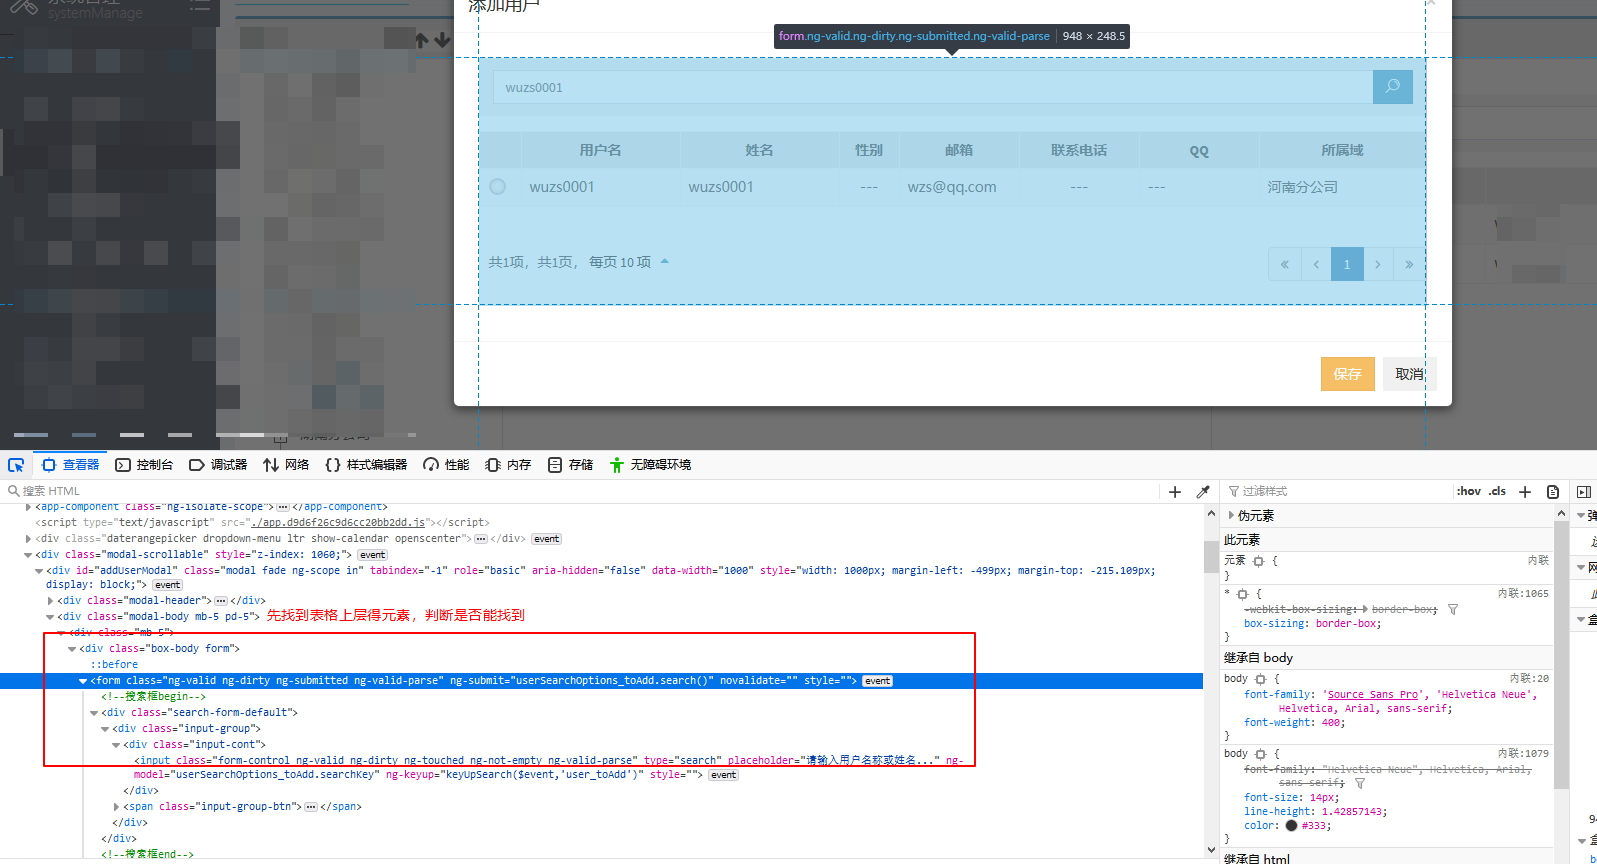 systemManage
添加用户
form.ng-valid.ng-dirty.ng-submitted.ng-valid-parse | 948 × 248.5
wuzs0001
用户名 姓名 性别 邮箱 联系电话 QQ 所属域
wuzs0001 wuzs0001 --- wzs@qq.com --- --- 河南分公司
共1项，共1页， 每页 10 项
« ‹ 1 › »
保存 取消
查看器 控制台 调试器 网络 样式编辑器 性能 内存 存储 无障碍环境
搜索 HTML
<app-component class="ng-isolate-scope">⋯</app-component>
<script type="text/javascript" src="./app.d9d6f26c9d6cc20bb2dd.js"></script>
<div class="daterangepicker dropdown-menu ltr show-calendar openscenter">⋯</div> event
<div class="modal-scrollable" style="z-index: 1060;"> event
<div id="addUserModal" class="modal fade ng-scope in" tabindex="-1" role="basic" aria-hidden="false" data-width="1000" style="width: 1000px; margin-left: -499px; margin-top: -215.109px;
display: block;"> event
<div class="modal-header">⋯</div>
<div class="modal-body mb-5 pd-5"> 先找到表格上层得元素，判断是否能找到
<div class="mb-5">
<div class="box-body form">
::before
<form class="ng-valid ng-dirty ng-submitted ng-valid-parse" ng-submit="userSearchOptions_toAdd.search()" novalidate="" style=""> event
<!--搜索框begin-->
<div class="search-form-default">
<div class="input-group">
<div class="input-cont">
<input class="form-control ng-valid ng-dirty ng-touched ng-not-empty ng-valid-parse" type="search" placeholder="请输入用户名称或姓名..." ng-
model="userSearchOptions_toAdd.searchKey" ng-keyup="keyUpSearch($event,'user_toAdd')" style=""> event
</div>
<span class="input-group-btn">⋯</span>
</div>
</div>
<!--搜索框end-->
过滤样式 :hov .cls +
伪元素
此元素
元素 { 内联
}
* { 内联:1065
-webkit-box-sizing: border-box;
box-sizing: border-box;
}
继承自 body
body { 内联:20
font-family: 'Source Sans Pro', 'Helvetica Neue',
Helvetica, Arial, sans-serif;
font-weight: 400;
}
body { 内联:1079
font-family: "Helvetica Neue", Helvetica, Arial,
sans-serif;
font-size: 14px;
line-height: 1.42857143;
color: #333;
}
继承自 html